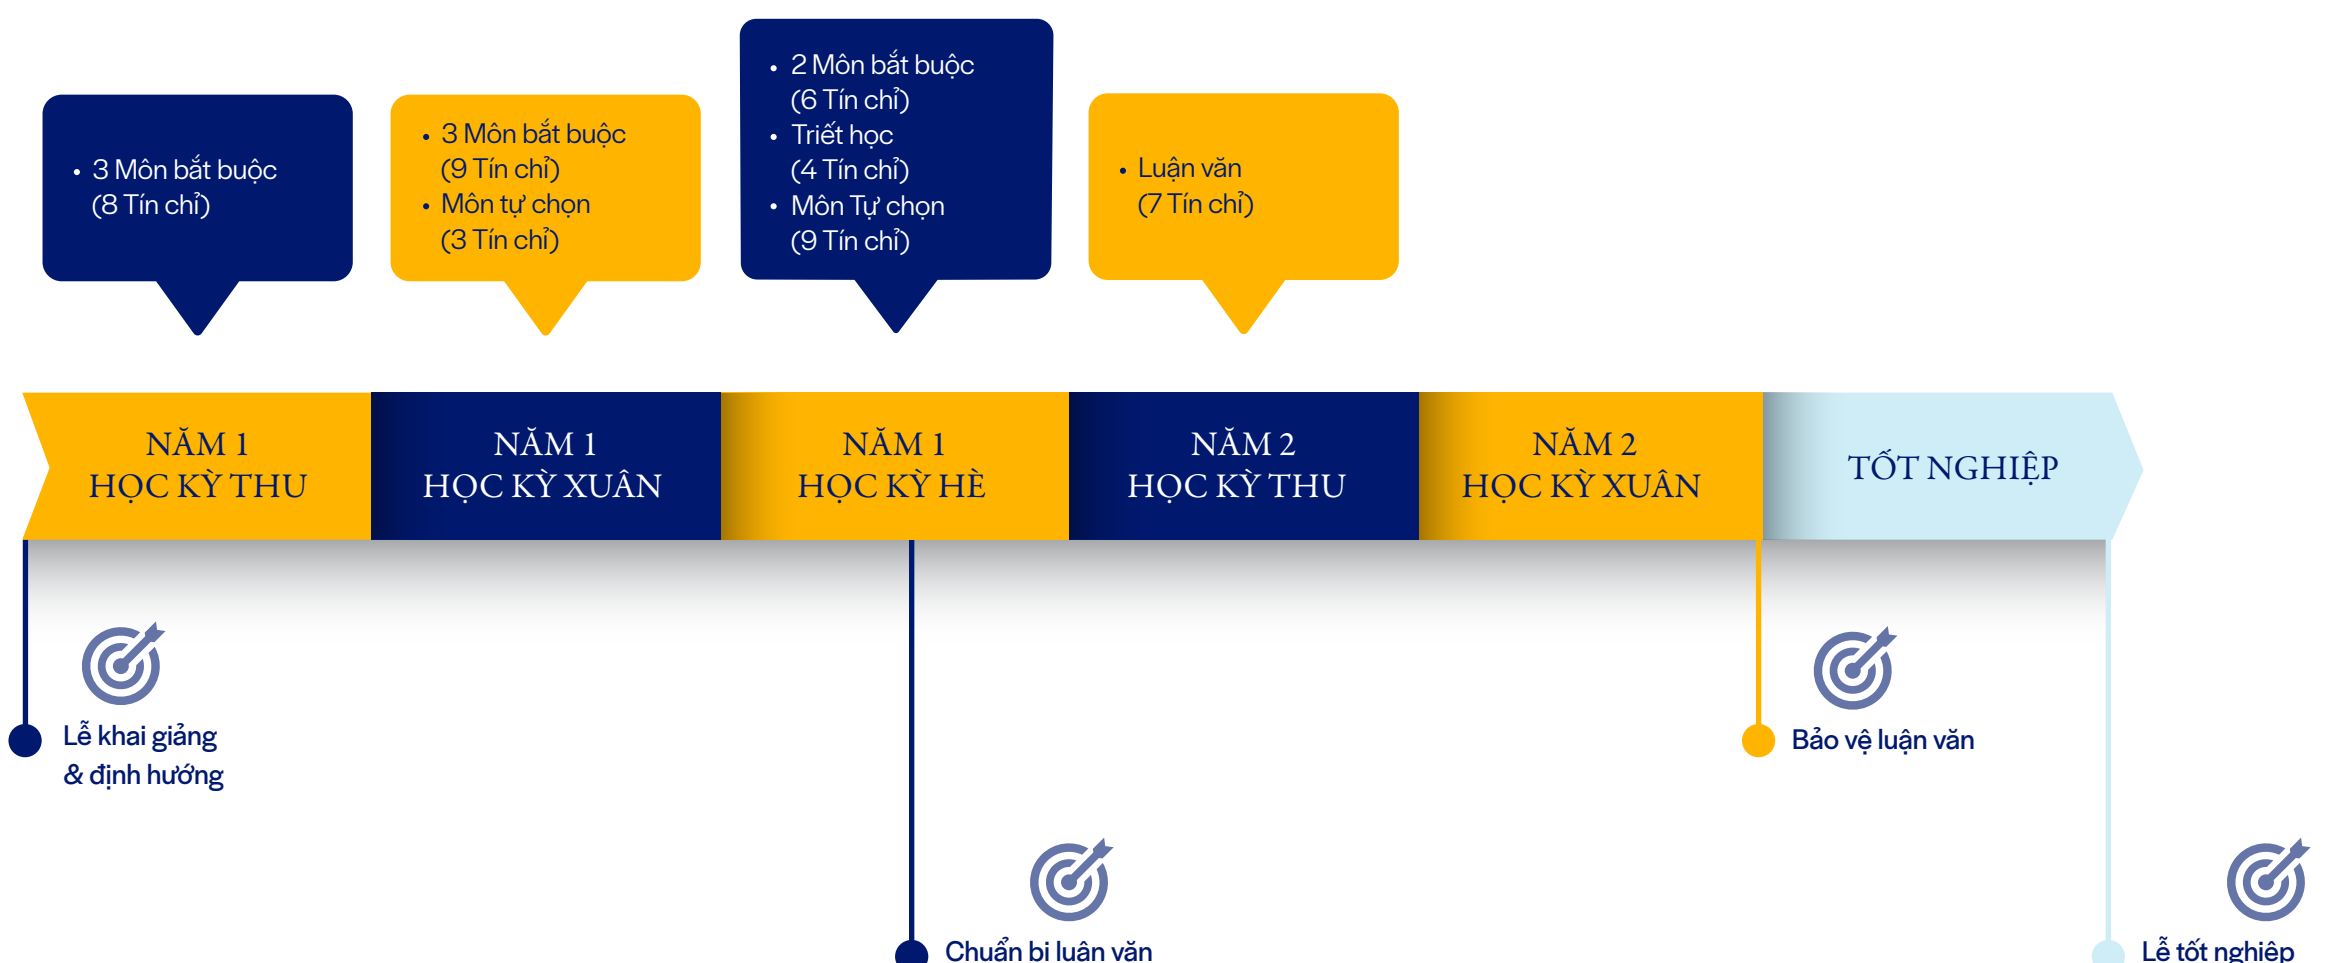 • 3 Môn bắt buộc
(8 Tín chỉ)
• 3 Môn bắt buộc
(9 Tín chỉ)
• Môn tự chọn
(3 Tín chỉ)
• 2 Môn bắt buộc
(6 Tín chỉ)
• Triết học
(4 Tín chỉ)
• Môn Tự chọn
(9 Tín chỉ)
• Luận văn
(7 Tín chỉ)
NĂM 1
HỌC KỲ THU
NĂM 1
HỌC KỲ XUÂN
NĂM 1
HỌC KỲ HÈ
NĂM 2
HỌC KỲ THU
NĂM 2
HỌC KỲ XUÂN
TỐT NGHIỆP
Lễ khai giảng
& định hướng
Bảo vệ luận văn
Chuẩn bị luận văn
Lễ tốt nghiệp